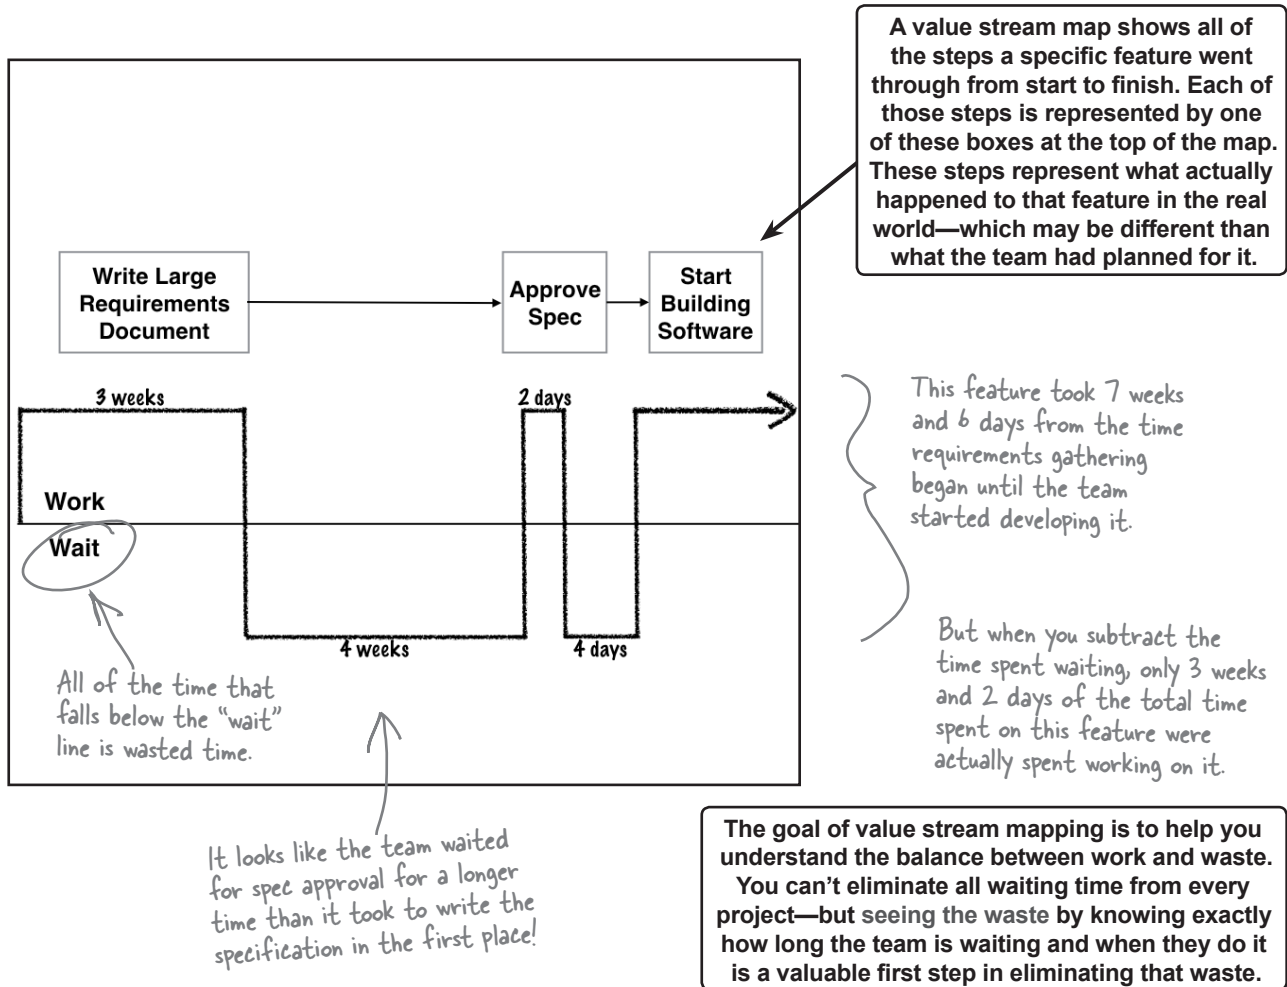 A value stream map shows all of
the steps a specific feature went
through from start to finish. Each of
those steps is represented by one
of these boxes at the top of the map.
These steps represent what actually
happened to that feature in the real
world—which may be different than
what the team had planned for it.
Write Large
Requirements
Document
Approve
Spec
Start
Building
Software
3 weeks
2 days
Work
Wait
4 weeks
4 days
This feature took 7 weeks
and 6 days from the time
requirements gathering
began until the team
started developing it.
But when you subtract the
time spent waiting, only 3 weeks
and 2 days of the total time
spent on this feature were
actually spent working on it.
All of the time that
falls below the “wait”
line is wasted time.
It looks like the team waited
for spec approval for a longer
time than it took to write the
specification in the first place!
The goal of value stream mapping is to help you
understand the balance between work and waste.
You can’t eliminate all waiting time from every
project—but seeing the waste by knowing exactly
how long the team is waiting and when they do it
is a valuable first step in eliminating that waste.